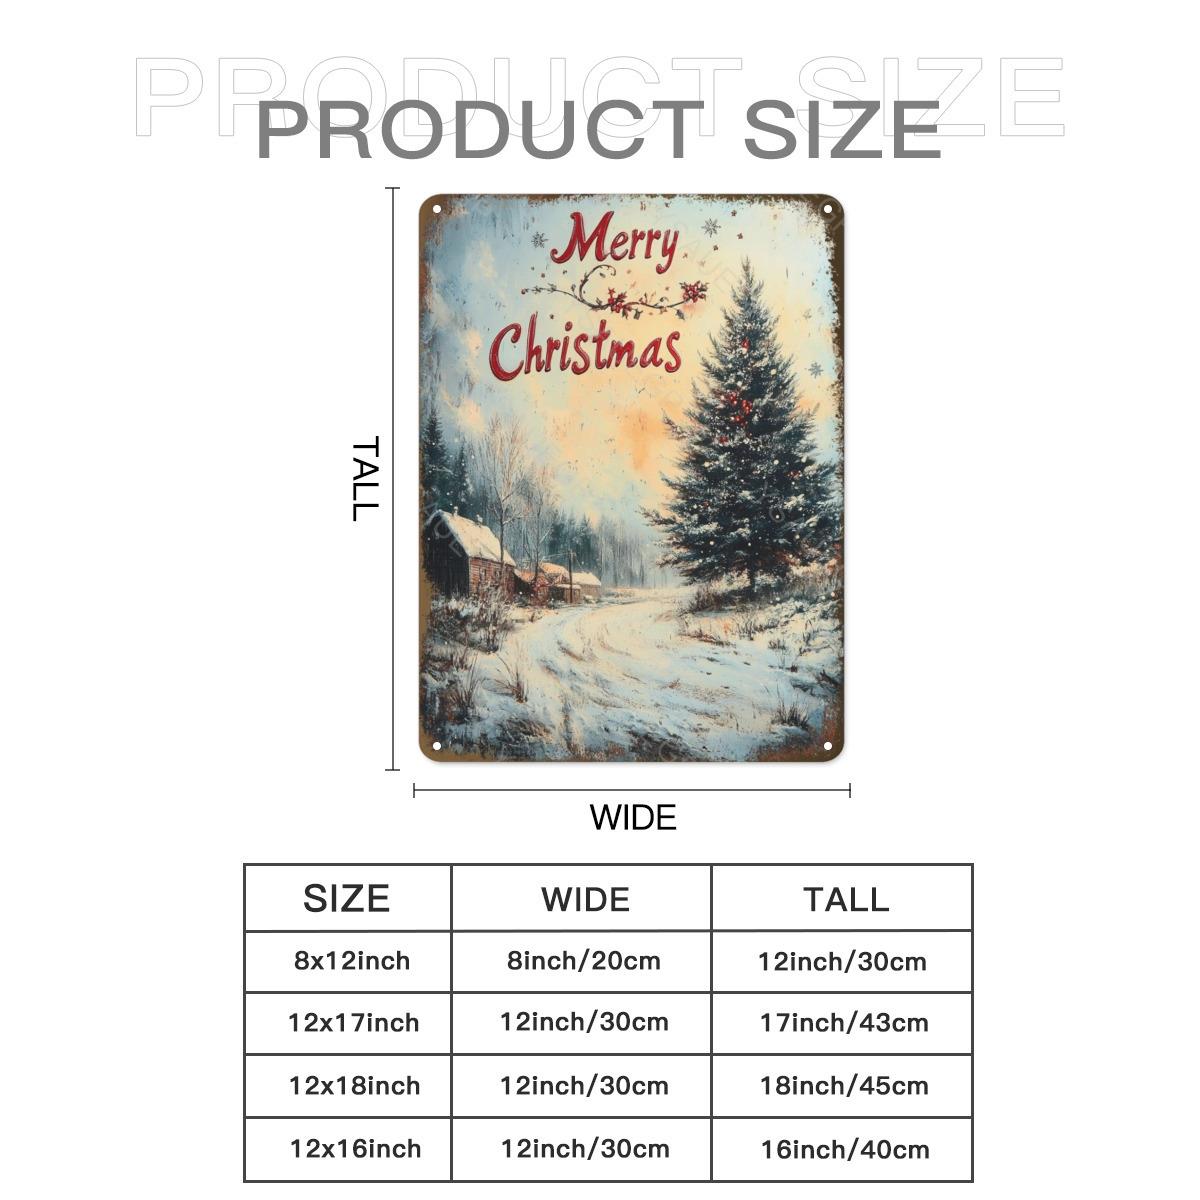 PRODUCT SIZE
PRODUCT SIZE
Merry
Christmas
TALL
WIDE
SIZE WIDE TALL
8x12inch 8inch/20cm 12inch/30cm
12x17inch 12inch/30cm 17inch/43cm
12x18inch 12inch/30cm 18inch/45cm
12x16inch 12inch/30cm 16inch/40cm